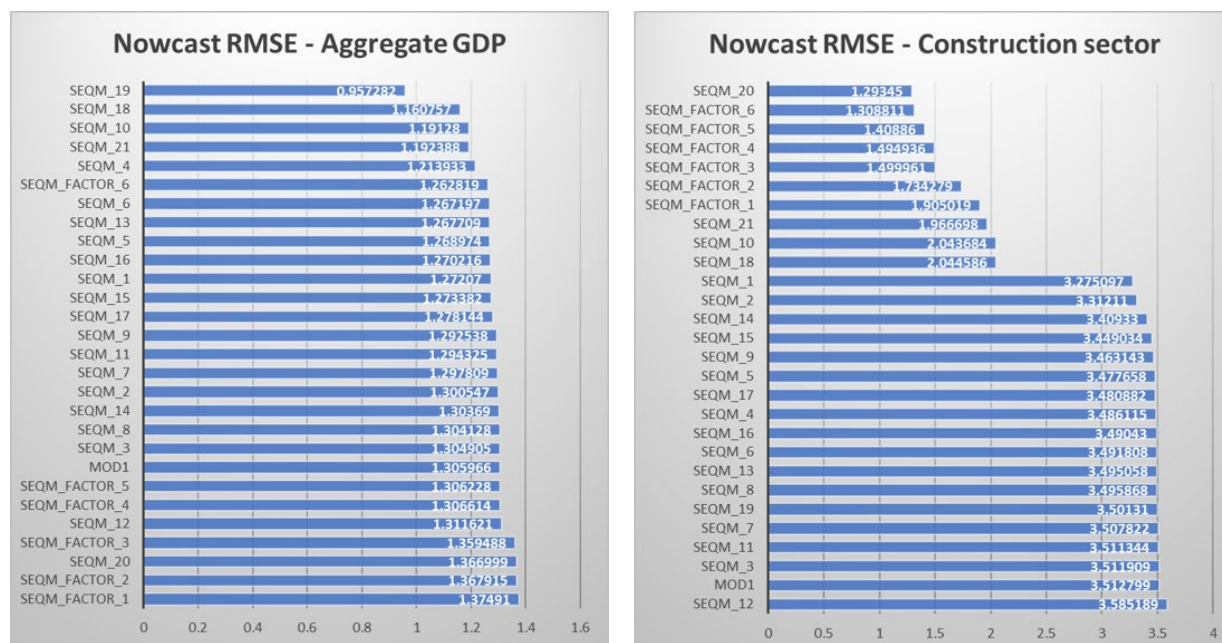 Nowcast RMSE - Aggregate GDP
SEQM_19 0.957282
SEQM_18 1.160757
SEQM_10 1.19128
SEQM_21 1.192388
SEQM_4 1.213933
SEQM_FACTOR_6 1.262819
SEQM_6 1.267197
SEQM_13 1.267709
SEQM_5 1.268974
SEQM_16 1.270216
SEQM_1 1.27207
SEQM_15 1.273382
SEQM_17 1.278144
SEQM_9 1.292538
SEQM_11 1.294325
SEQM_7 1.297809
SEQM_2 1.300547
SEQM_14 1.30369
SEQM_8 1.304128
SEQM_3 1.304905
MOD1 1.305966
SEQM_FACTOR_5 1.306228
SEQM_FACTOR_4 1.306614
SEQM_12 1.311621
SEQM_FACTOR_3 1.359488
SEQM_20 1.366999
SEQM_FACTOR_2 1.367915
SEQM_FACTOR_1 1.37491
0 0.2 0.4 0.6 0.8 1 1.2 1.4 1.6
Nowcast RMSE - Construction sector
SEQM_20 1.29345
SEQM_FACTOR_6 1.308811
SEQM_FACTOR_5 1.40886
SEQM_FACTOR_4 1.494936
SEQM_FACTOR_3 1.499961
SEQM_FACTOR_2 1.734279
SEQM_FACTOR_1 1.905019
SEQM_21 1.966698
SEQM_10 2.043684
SEQM_18 2.044586
SEQM_1 3.275097
SEQM_2 3.31211
SEQM_14 3.40933
SEQM_15 3.449034
SEQM_9 3.463143
SEQM_5 3.477658
SEQM_17 3.480882
SEQM_4 3.486115
SEQM_16 3.49043
SEQM_6 3.491808
SEQM_13 3.495058
SEQM_8 3.495868
SEQM_19 3.50131
SEQM_7 3.507822
SEQM_11 3.511344
SEQM_3 3.511909
MOD1 3.512799
SEQM_12 3.585189
0 0.5 1 1.5 2 2.5 3 3.5 4